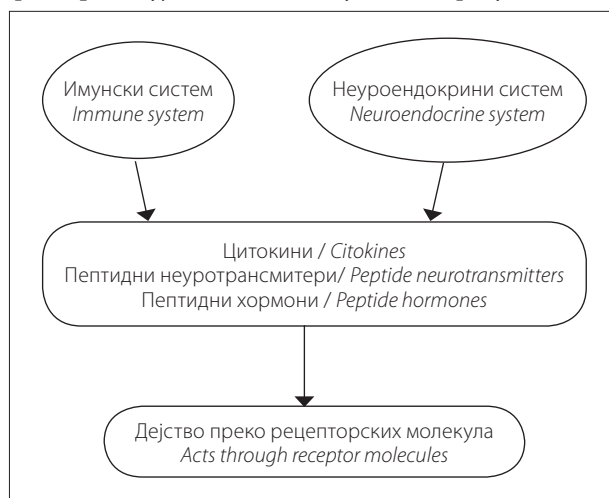 Имунски систем
Immune system
Неуроендокрини систем
Neuroendocrine system
Цитокини / Citokines
Пептидни неуротрансмитери/ Peptide neurotransmitters
Пептидни хормони / Peptide hormones
Дејство преко рецепторских молекула
Acts through receptor molecules